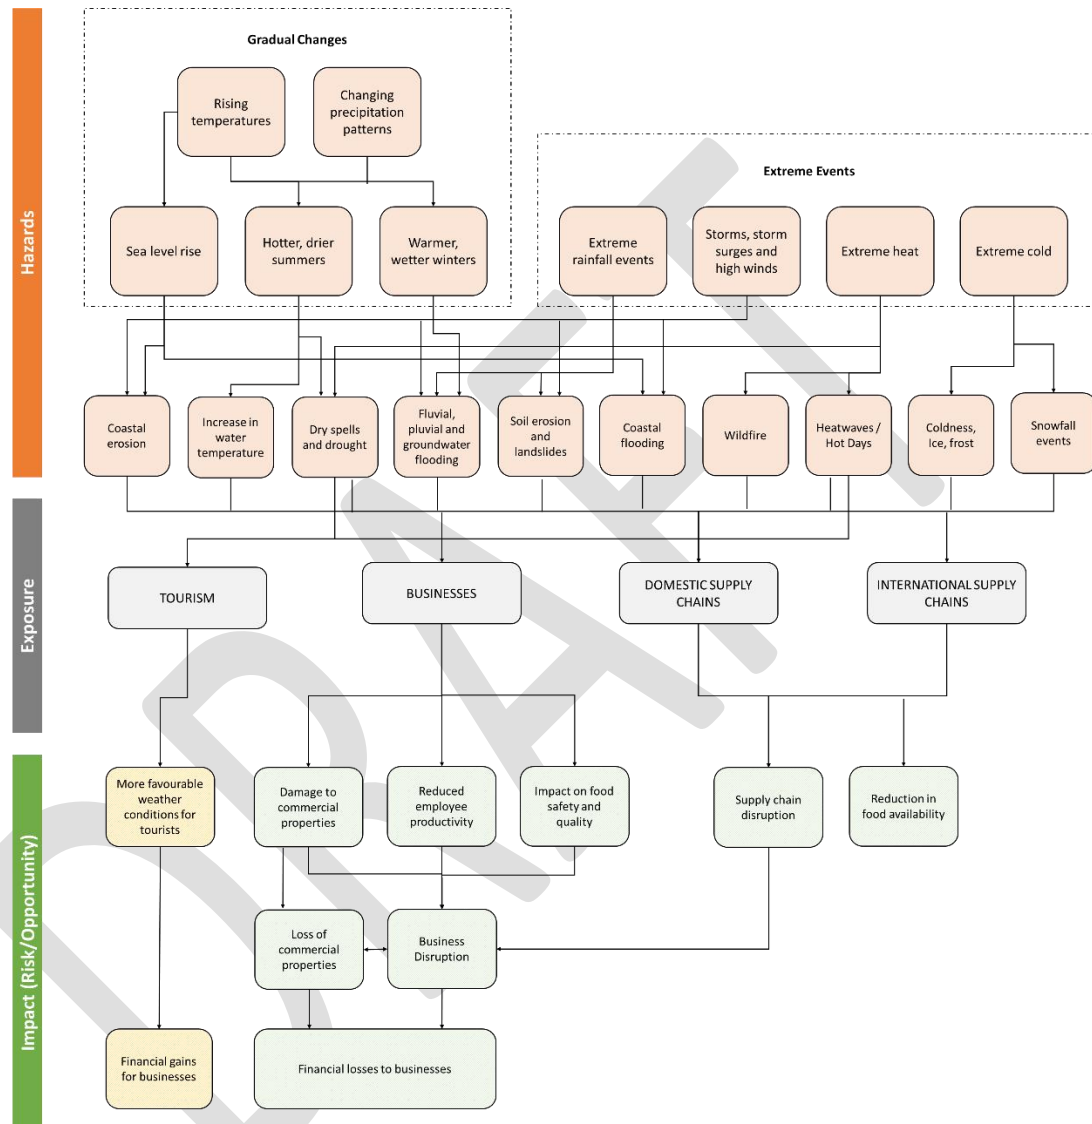 Hazards
Gradual Changes
Rising
temperatures
Changing
precipitation
patterns
Extreme Events
Sea level rise
Hotter, drier
summers
Warmer,
wetter winters
Extreme
rainfall events
Storms, storm
surges and
high winds
Extreme heat
Extreme cold
Coastal
erosion
Increase in
water
temperature
Dry spells
and drought
Fluvial,
pluvial and
groundwater
flooding
Soil erosion
and
landslides
Coastal
flooding
Wildfire
Heatwaves /
Hot Days
Coldness,
Ice, frost
Snowfall
events
Exposure
TOURISM
BUSINESSES
DOMESTIC SUPPLY
CHAINS
INTERNATIONAL SUPPLY
CHAINS
Impact (Risk/Opportunity)
More favourable
weather
conditions for
tourists
Damage to
commercial
properties
Reduced
employee
productivity
Impact on food
safety and
quality
Supply chain
disruption
Reduction in
food availability
Loss of
commercial
properties
Business
Disruption
Financial gains
for businesses
Financial losses to businesses
DRAFT